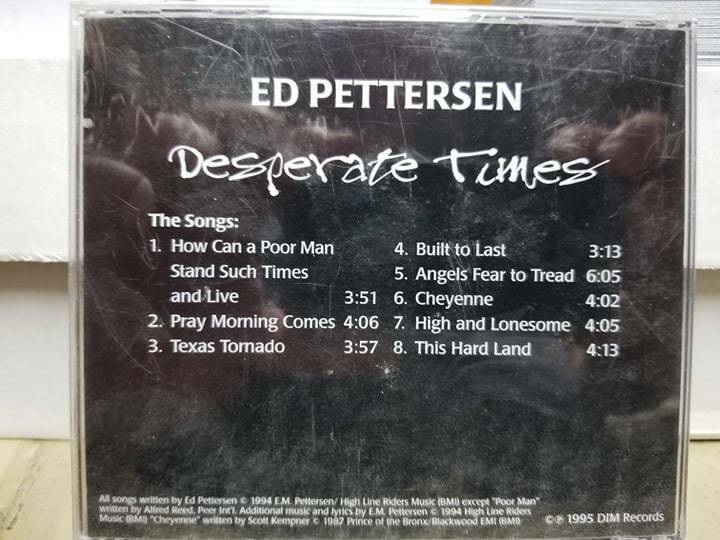 ED PETTERSEN
Desperate Times
The Songs:
1. How Can a Poor Man
Stand Such Times
and Live 3:51
2. Pray Morning Comes 4:06
3. Texas Tornado 3:57
4. Built to Last 3:13
5. Angels Fear to Tread 6:05
6. Cheyenne 4:02
7. High and Lonesome 4:05
8. This Hard Land 4:13
All songs written by Ed Pettersen © 1994 E.M. Pettersen/ High Line Riders Music (BMI) except "Poor Man"
written by Alfred Reed. Peer Int'l. Additional music and lyrics by E.M. Pettersen © 1994 High Line Riders
Music (BMI) "Cheyenne" written by Scott Kempner © 1987 Prince of the Bronx/Blackwood EMI (BMI)
©℗ 1995 DIM Records